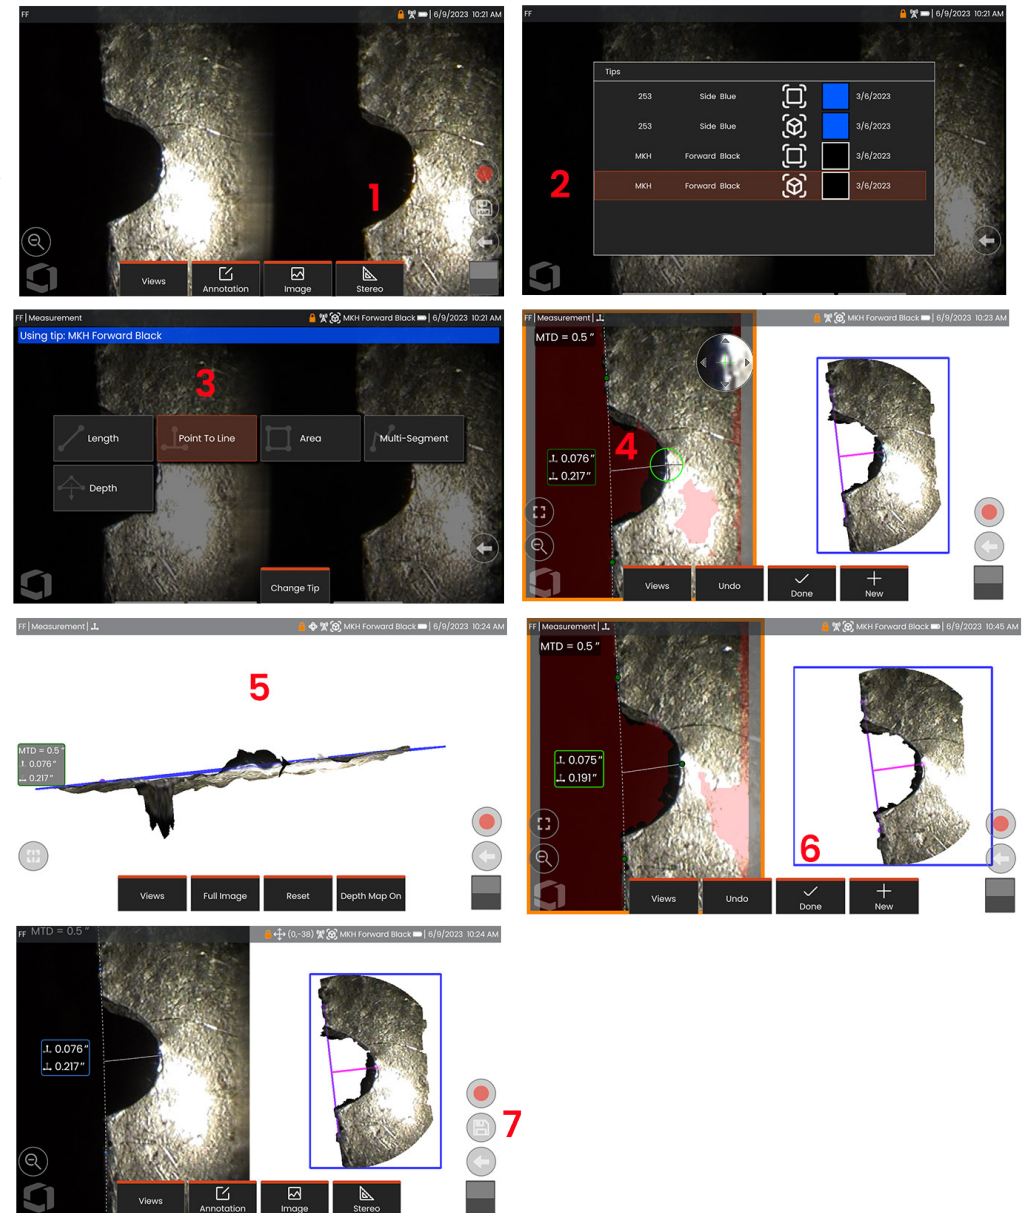 FF
6/9/2023 10:21 AM
1
Views
Annotation
Image
Stereo
FF
6/9/2023 10:21 AM
Tips
253 Side Blue 3/6/2023
253 Side Blue 3/6/2023
MKH Forward Black 3/6/2023
MKH Forward Black 3/6/2023
2
FF | Measurement
MKH Forward Black | 6/9/2023 10:21 AM
Using tip: MKH Forward Black
3
Length
Point To Line
Area
Multi-Segment
Depth
Change Tip
FF | Measurement |
MKH Forward Black | 6/9/2023 10:23 AM
MTD = 0.5 "
4
0.076"
0.217"
Views
Undo
Done
New
FF | Measurement |
MKH Forward Black | 6/9/2023 10:24 AM
5
MTD = 0.5 "
0.076"
0.217"
Views
Full Image
Reset
Depth Map On
FF | Measurement |
MKH Forward Black | 6/9/2023 10:45 AM
MTD = 0.5 "
0.075"
0.191"
6
Views
Undo
Done
New
FF MTD = 0.5 "
(0,-38) MKH Forward Black | 6/9/2023 10:24 AM
0.076"
0.217"
7
Views
Annotation
Image
Stereo